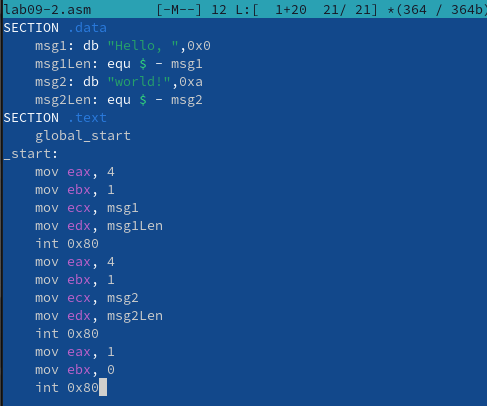 lab09-2.asm        [-M--] 12 L:[  1+20  21/ 21] *(364 / 364b)
SECTION .data
    msg1: db "Hello, ",0x0
    msg1Len: equ $ - msg1
    msg2: db "world!",0xa
    msg2Len: equ $ - msg2
SECTION .text
    global_start
_start:
    mov eax, 4
    mov ebx, 1
    mov ecx, msg1
    mov edx, msg1Len
    int 0x80
    mov eax, 4
    mov ebx, 1
    mov ecx, msg2
    mov edx, msg2Len
    int 0x80
    mov eax, 1
    mov ebx, 0
    int 0x80